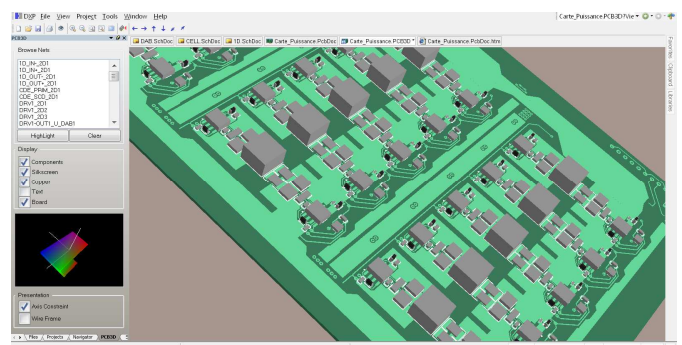 DXP File View Project Tools Window Help
Carte_Puissance.PCB3D?Vie
PCB3D
DAB.SchDoc CELL.SchDoc 1D.SchDoc Carte_Puissance.PcbDoc Carte_Puissance.PCB3D * Carte_Puissance.PcbDoc.htm
Browse Nets
1D_IN-_2D1
1D_IN+_2D1
1D_OUT-_2D1
1D_OUT+_2D1
CDE_PRIM_2D1
CDE_SCD_2D1
DRV1_2D1
DRV1_2D2
DRV1_2D3
DRV1-OUT1_U_DAB1
HighLight Clear
Display
Components
Silkscreen
Copper
Text
Board
Presentation
Axis Constraint
Wire Frame
Files Projects Navigator PCB3D
Favorites Clipboard Libraries